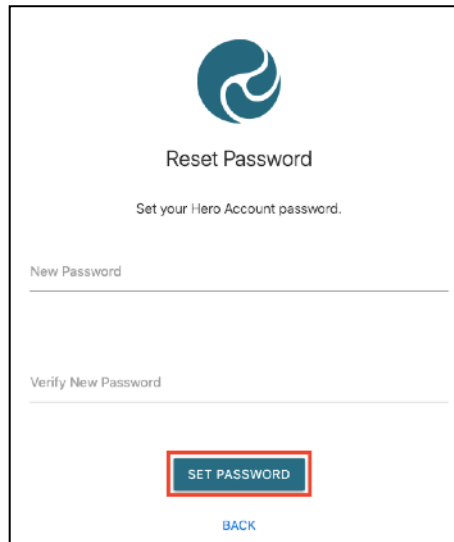 Reset Password
Set your Hero Account password.
New Password
Verify New Password
SET PASSWORD
BACK